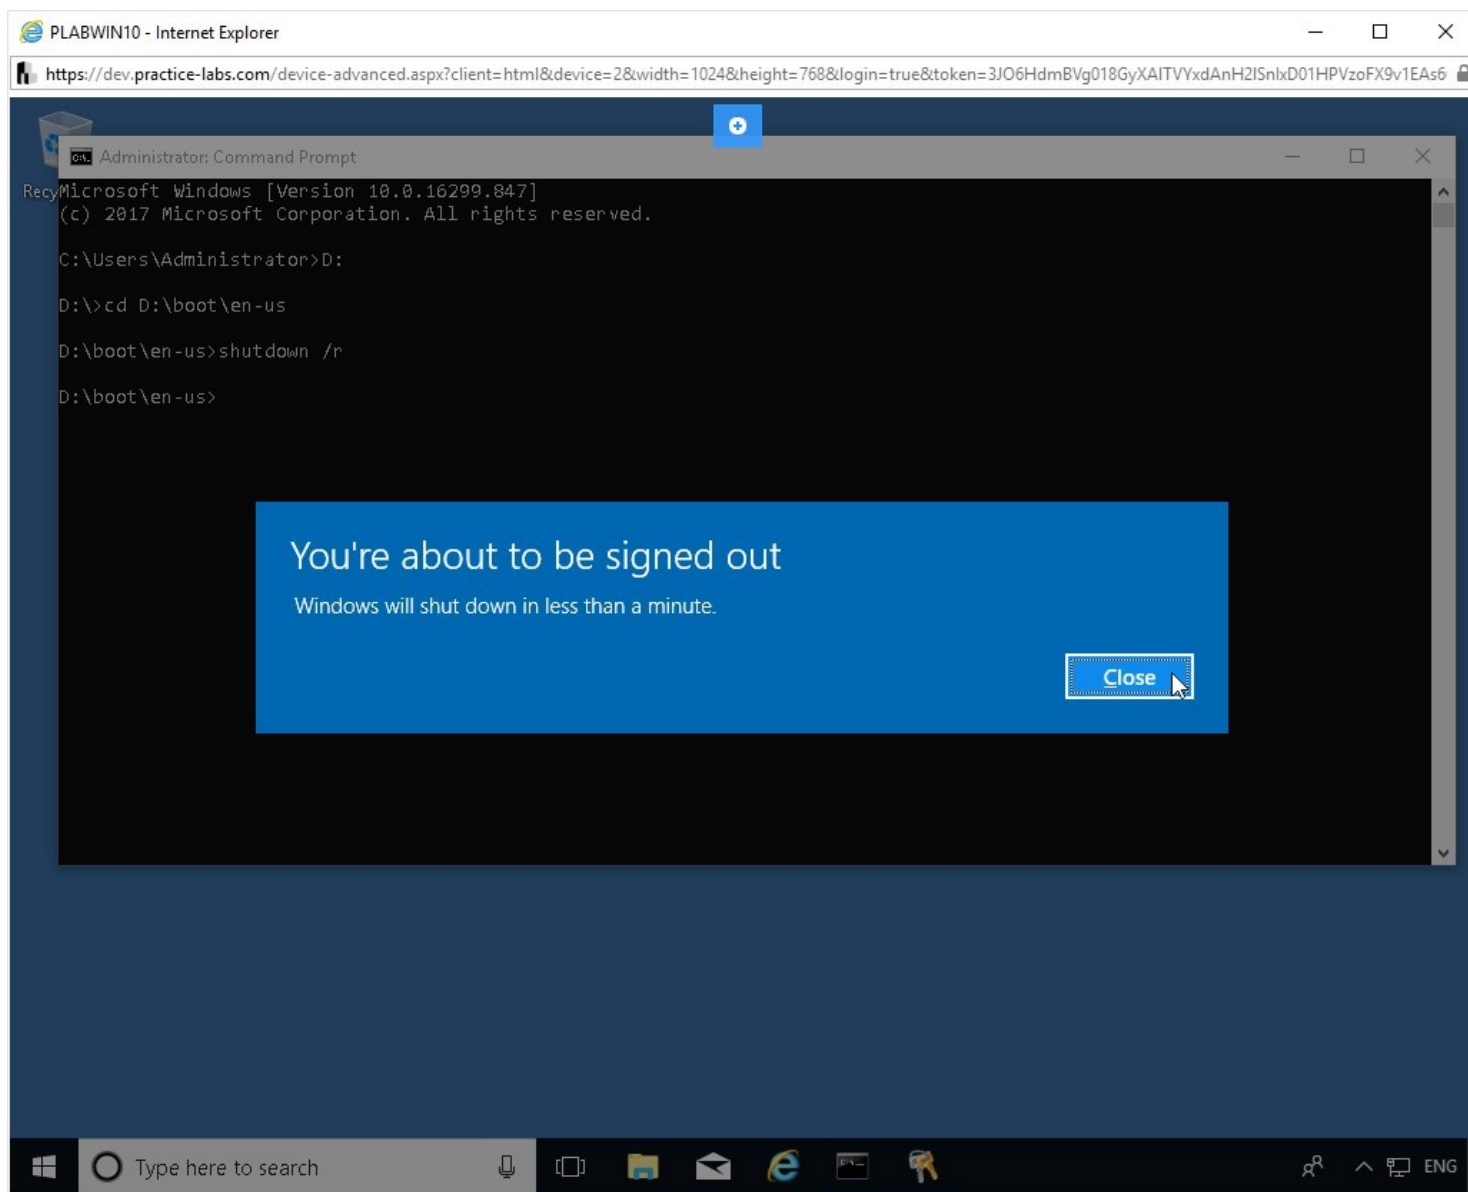 PLABWIN10 - Internet Explorer
https://dev.practice-labs.com/device-advanced.aspx?client=html&device=2&width=1024&height=768&login=true&token=3JO6HdmBVg018GyXAITVYxdAnH2ISnlxD01HPVzoFX9v1EAs6
Administrator: Command Prompt
Recy
Microsoft Windows [Version 10.0.16299.847]
(c) 2017 Microsoft Corporation. All rights reserved.
C:\Users\Administrator>D:
D:\>cd D:\boot\en-us
D:\boot\en-us>shutdown /r
D:\boot\en-us>
You're about to be signed out
Windows will shut down in less than a minute.
Close
Type here to search
ENG